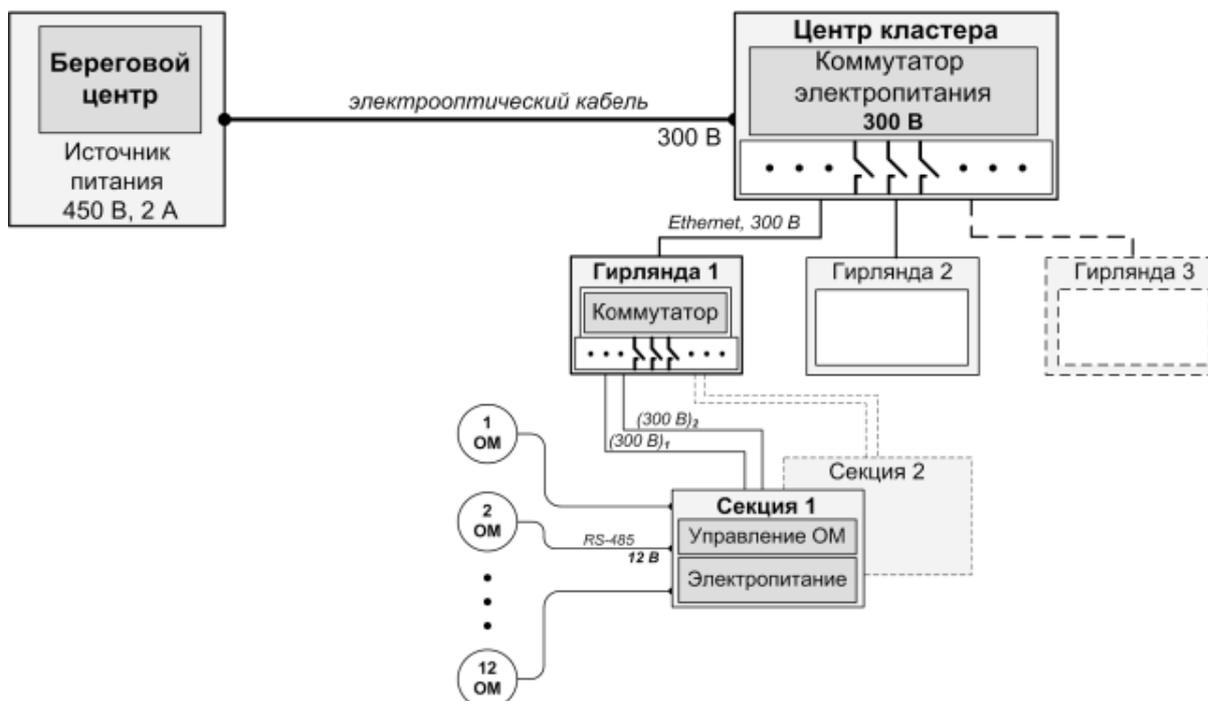 Береговой
центр
Источник
питания
450 В, 2 А
электрооптический кабель
300 В
Центр кластера
Коммутатор
электропитания
300 В
Ethernet, 300 В
Гирлянда 1
Коммутатор
Гирлянда 2
Гирлянда 3
(300 В)₂
(300 В)₁
1
ОМ
2
ОМ
12
ОМ
RS-485
12 В
Секция 2
Секция 1
Управление ОМ
Электропитание